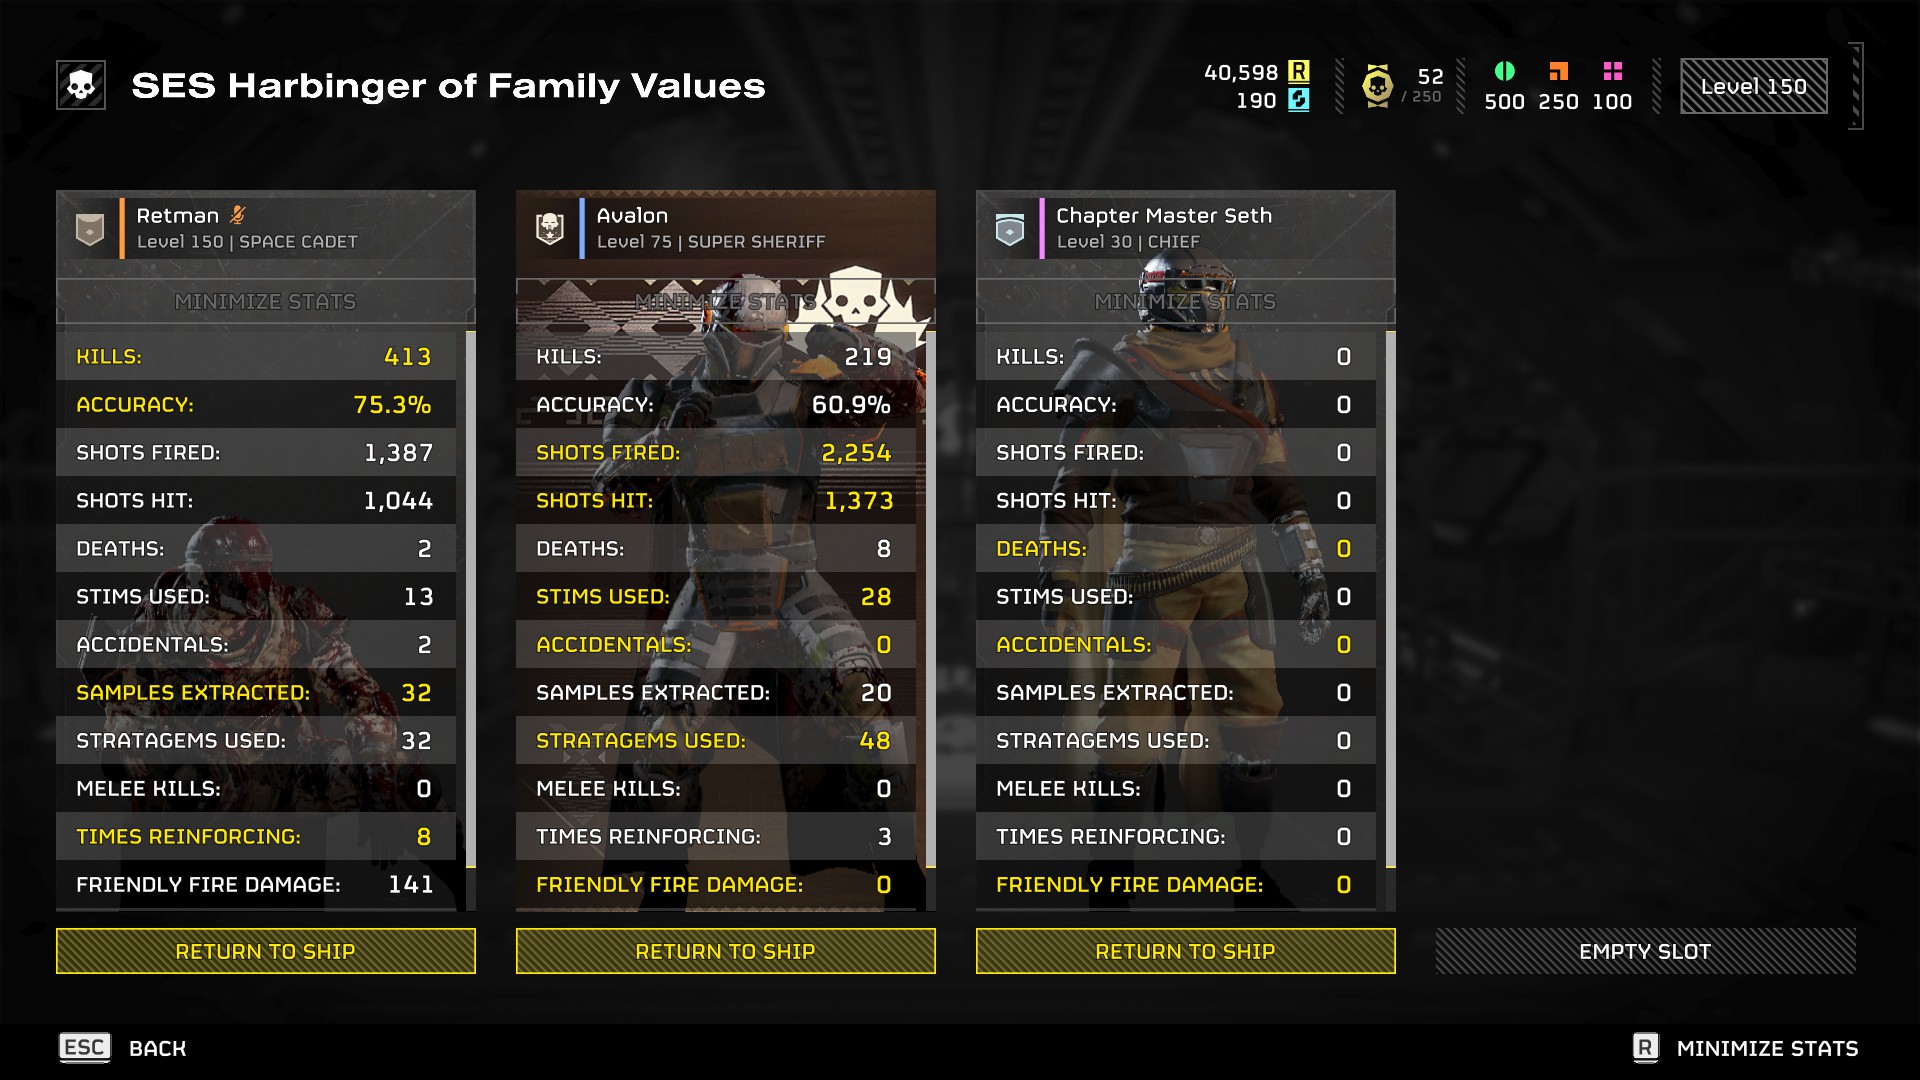 SES Harbinger of Family Values
40,598 R
190
52
/ 250
500 250 100
Level 150
Retman
Level 150 | SPACE CADET
MINIMIZE STATS
KILLS: 413
ACCURACY: 75.3%
SHOTS FIRED: 1,387
SHOTS HIT: 1,044
DEATHS: 2
STIMS USED: 13
ACCIDENTALS: 2
SAMPLES EXTRACTED: 32
STRATAGEMS USED: 32
MELEE KILLS: 0
TIMES REINFORCING: 8
FRIENDLY FIRE DAMAGE: 141
RETURN TO SHIP
Avalon
Level 75 | SUPER SHERIFF
MINIMIZE STATS
KILLS: 219
ACCURACY: 60.9%
SHOTS FIRED: 2,254
SHOTS HIT: 1,373
DEATHS: 8
STIMS USED: 28
ACCIDENTALS: 0
SAMPLES EXTRACTED: 20
STRATAGEMS USED: 48
MELEE KILLS: 0
TIMES REINFORCING: 3
FRIENDLY FIRE DAMAGE: 0
RETURN TO SHIP
Chapter Master Seth
Level 30 | CHIEF
MINIMIZE STATS
KILLS: 0
ACCURACY: 0
SHOTS FIRED: 0
SHOTS HIT: 0
DEATHS: 0
STIMS USED: 0
ACCIDENTALS: 0
SAMPLES EXTRACTED: 0
STRATAGEMS USED: 0
MELEE KILLS: 0
TIMES REINFORCING: 0
FRIENDLY FIRE DAMAGE: 0
RETURN TO SHIP
EMPTY SLOT
ESC BACK
R MINIMIZE STATS